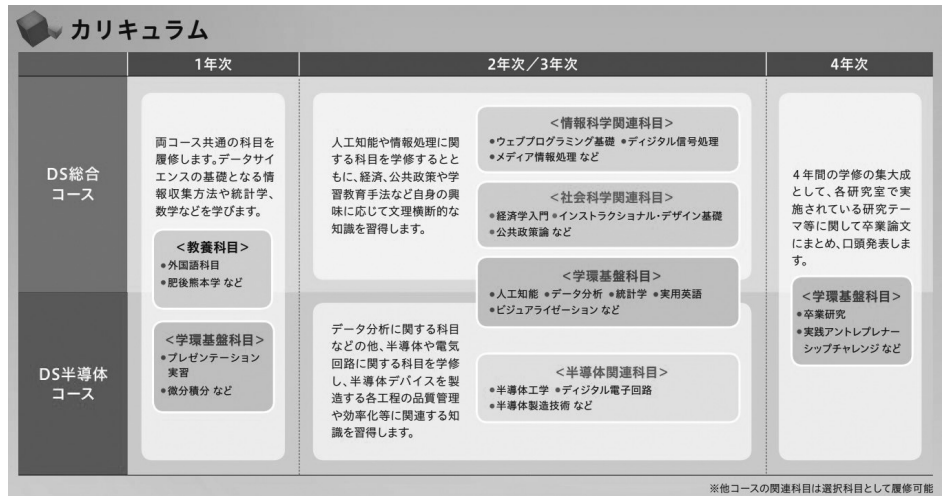 カリキュラム
1年次
2年次／3年次
4年次
DS総合
コース
両コース共通の科目を
履修します。データサイ
エンスの基礎となる情
報収集方法や統計学、
数学などを学びます。
＜教養科目＞
●外国語科目
●肥後熊本学 など
＜学環基盤科目＞
●プレゼンテーション
実習
●微分積分 など
人工知能や情報処理に関
する科目を学修するとと
もに、経済、公共政策や学
習教育手法など自身の興
味に応じて文理横断的な
知識を習得します。
＜情報科学関連科目＞
●ウェブプログラミング基礎 ●ディジタル信号処理
●メディア情報処理 など
＜社会科学関連科目＞
●経済学入門 ●インストラクショナル・デザイン基礎
●公共政策論 など
＜学環基盤科目＞
●人工知能 ●データ分析 ●統計学 ●実用英語
●ビジュアライゼーション など
4年間の学修の集大成
として、各研究室で実
施されている研究テー
マ等に関して卒業論文
にまとめ、口頭発表しま
す。
＜学環基盤科目＞
●卒業研究
●実践アントレプレナー
シップチャレンジ など
DS半導体
コース
データ分析に関する科目
などの他、半導体や電気
回路に関する科目を学修
し、半導体デバイスを製
造する各工程の品質管理
や効率化等に関連する知
識を習得します。
＜半導体関連科目＞
●半導体工学 ●ディジタル電子回路
●半導体製造技術 など
※他コースの関連科目は選択科目として履修可能